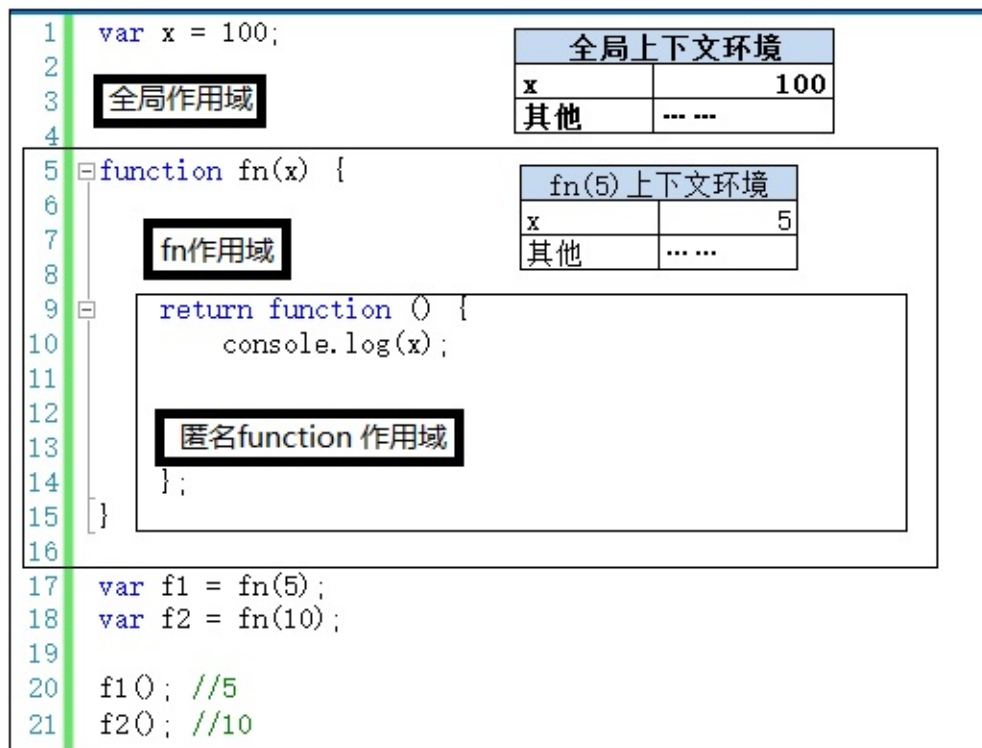 1 var x = 100;
全局上下文环境
2
x 100
3 全局作用域
其他 … …
4
5 function fn(x) {
fn(5)上下文环境
6
x 5
7 fn作用域
其他 … …
8
9 return function () {
10 console.log(x);
11
12
13 匿名function 作用域
14 };
15 }
16
17 var f1 = fn(5);
18 var f2 = fn(10);
19
20 f1(); //5
21 f2(); //10